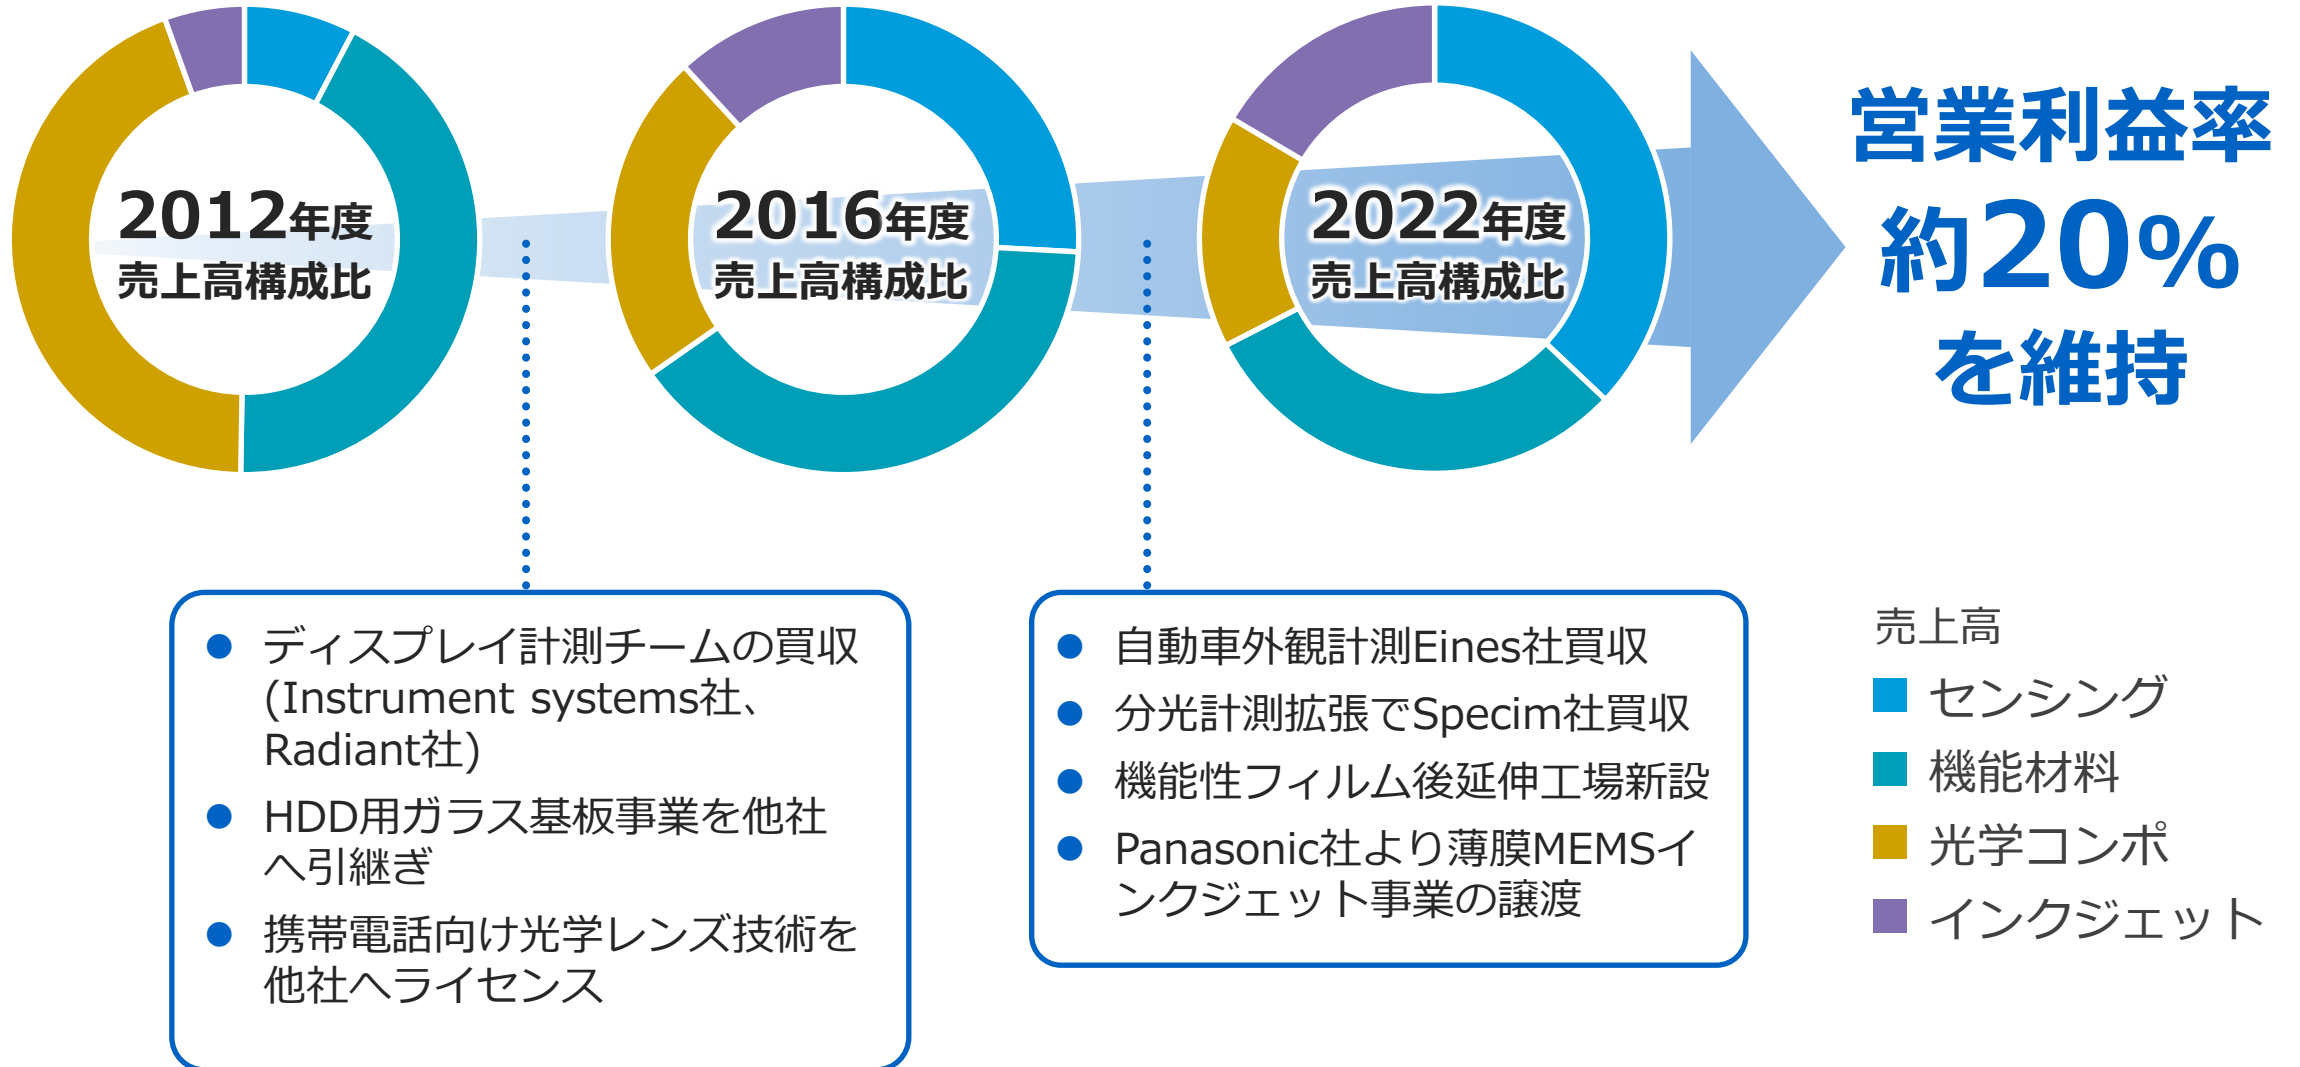 2012年度
売上高構成比
2016年度
売上高構成比
2022年度
売上高構成比
営業利益率
約20%
を維持
● ディスプレイ計測チームの買収
(Instrument systems社、
Radiant社)
● HDD用ガラス基板事業を他社
へ引継ぎ
● 携帯電話向け光学レンズ技術を
他社へライセンス
● 自動車外観計測Eines社買収
● 分光計測拡張でSpecim社買収
● 機能性フィルム後延伸工場新設
● Panasonic社より薄膜MEMSイ
ンクジェット事業の譲渡
売上高
センシング
機能材料
光学コンポ
インクジェット